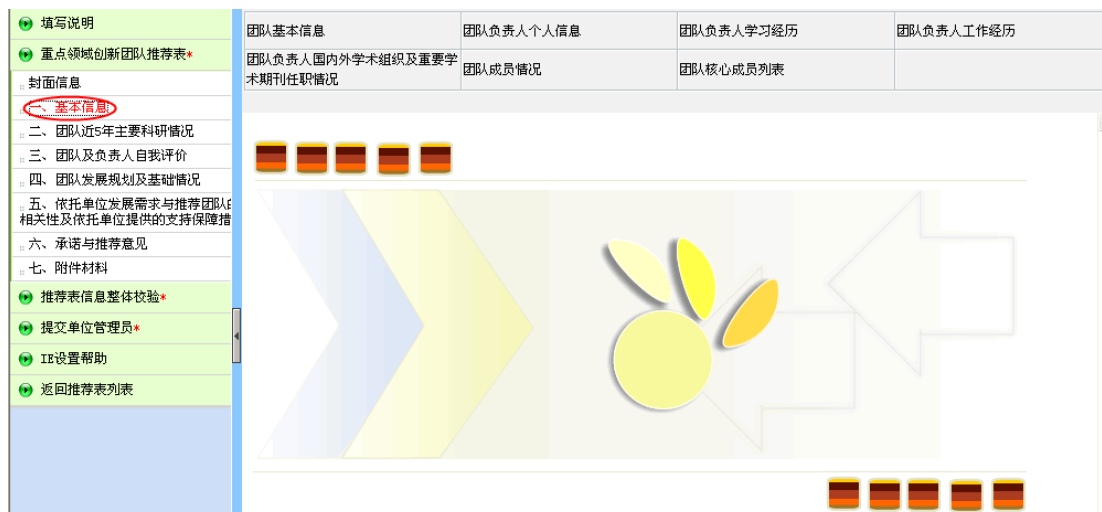 填写说明
重点领域创新团队推荐表*
封面信息
一、基本信息
二、团队近5年主要科研情况
三、团队及负责人自我评价
四、团队发展规划及基础情况
五、依托单位发展需求与推荐团队
相关性及依托单位提供的支持保障措
六、承诺与推荐意见
七、附件材料
推荐表信息整体校验*
提交单位管理员*
IE设置帮助
返回推荐表列表
团队基本信息
团队负责人个人信息
团队负责人学习经历
团队负责人工作经历
团队负责人国内外学术组织及重要学
术期刊任职情况
团队成员情况
团队核心成员列表